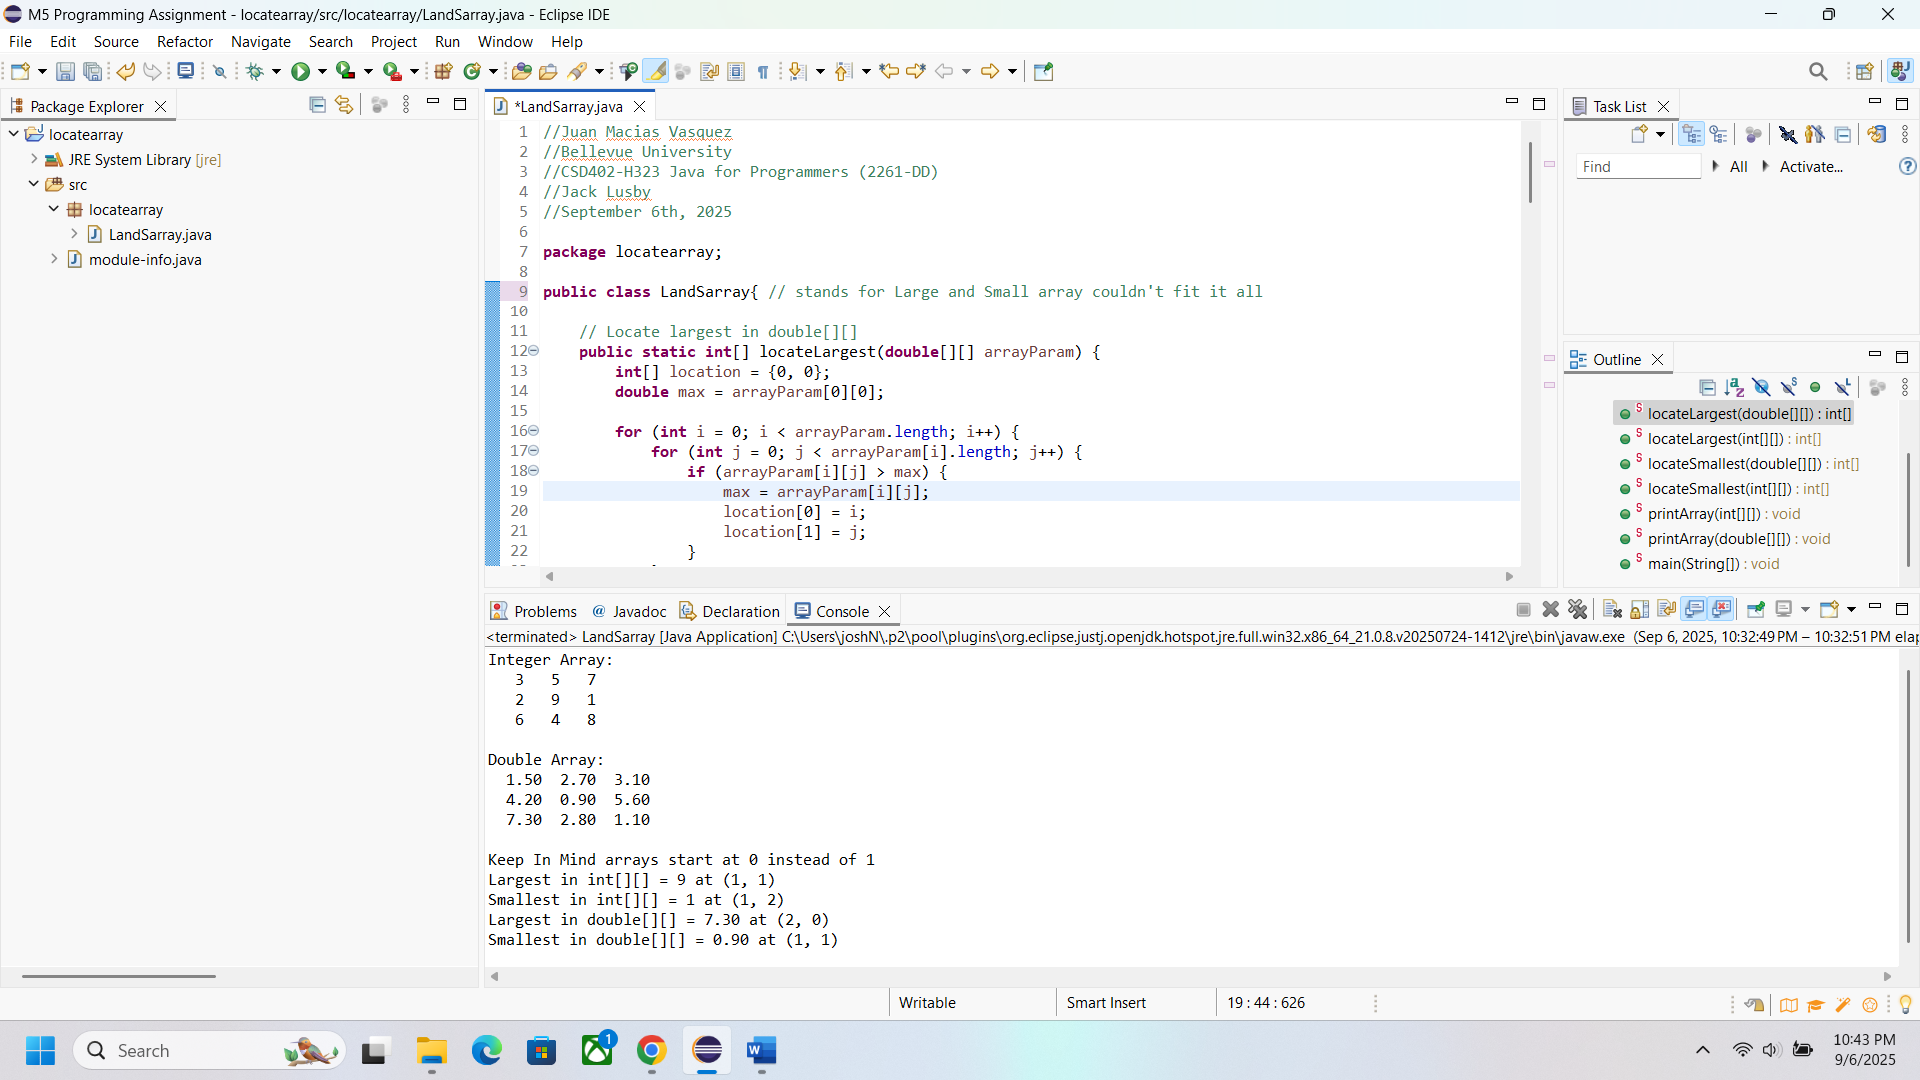 M5 Programming Assignment - locatearray/src/locatearray/LandSarray.java - Eclipse IDE
File Edit Source Refactor Navigate Search Project Run Window Help
Package Explorer
locatearray
JRE System Library [jre]
src
locatearray
LandSarray.java
module-info.java
*LandSarray.java
1 //Juan Macias Vasquez
2 //Bellevue University
3 //CSD402-H323 Java for Programmers (2261-DD)
4 //Jack Lusby
5 //September 6th, 2025
6
7 package locatearray;
8
9 public class LandSarray{ // stands for Large and Small array couldn't fit it all
10
11 // Locate largest in double[][]
12 public static int[] locateLargest(double[][] arrayParam) {
13 int[] location = {0, 0};
14 double max = arrayParam[0][0];
15
16 for (int i = 0; i < arrayParam.length; i++) {
17 for (int j = 0; j < arrayParam[i].length; j++) {
18 if (arrayParam[i][j] > max) {
19 max = arrayParam[i][j];
20 location[0] = i;
21 location[1] = j;
22 }
Task List
Find All Activate...
Outline
locateLargest(double[][]) : int[]
locateLargest(int[][]) : int[]
locateSmallest(double[][]) : int[]
locateSmallest(int[][]) : int[]
printArray(int[][]) : void
printArray(double[][]) : void
main(String[]) : void
Problems @ Javadoc Declaration Console
<terminated> LandSarray [Java Application] C:\Users\joshN\.p2\pool\plugins\org.eclipse.justj.openjdk.hotspot.jre.full.win32.x86_64_21.0.8.v20250724-1412\jre\bin\javaw.exe (Sep 6, 2025, 10:32:49 PM – 10:32:51 PM elap
Integer Array:
3 5 7
2 9 1
6 4 8
Double Array:
1.50 2.70 3.10
4.20 0.90 5.60
7.30 2.80 1.10
Keep In Mind arrays start at 0 instead of 1
Largest in int[][] = 9 at (1, 1)
Smallest in int[][] = 1 at (1, 2)
Largest in double[][] = 7.30 at (2, 0)
Smallest in double[][] = 0.90 at (1, 1)
Writable Smart Insert 19 : 44 : 626
Search
1
10:43 PM
9/6/2025